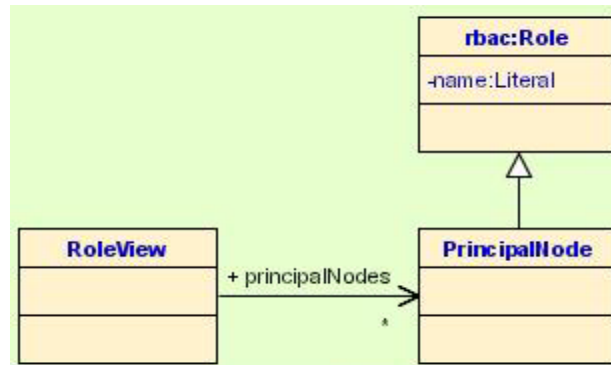 rbac:Role
-name:Literal
RoleView
PrincipalNode
+ principalNodes
*